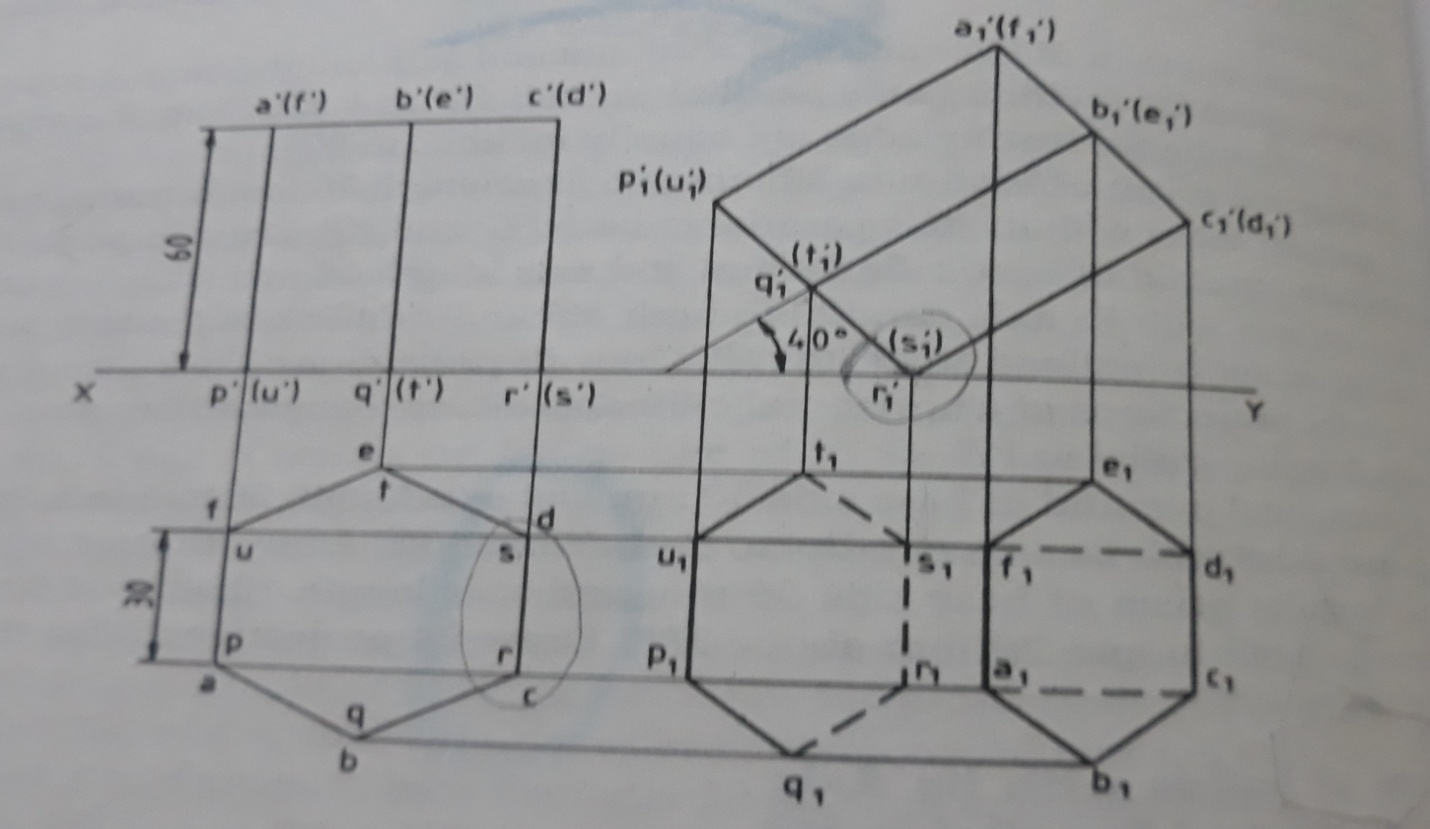 a₁'(f₁')
a'(f') b'(e') c'(d')
b₁'(e₁')
p₁'(u₁')
c₁'(d₁')
60
(t₁')
q₁'
40°
(s₁')
X p' (u') q' (t') r' (s') r₁' Y
e t₁ e₁
t
f d
u s u₁ s₁ f₁ d₁
30
p r p₁ r₁ a₁ c₁
a c
q
b q₁ b₁